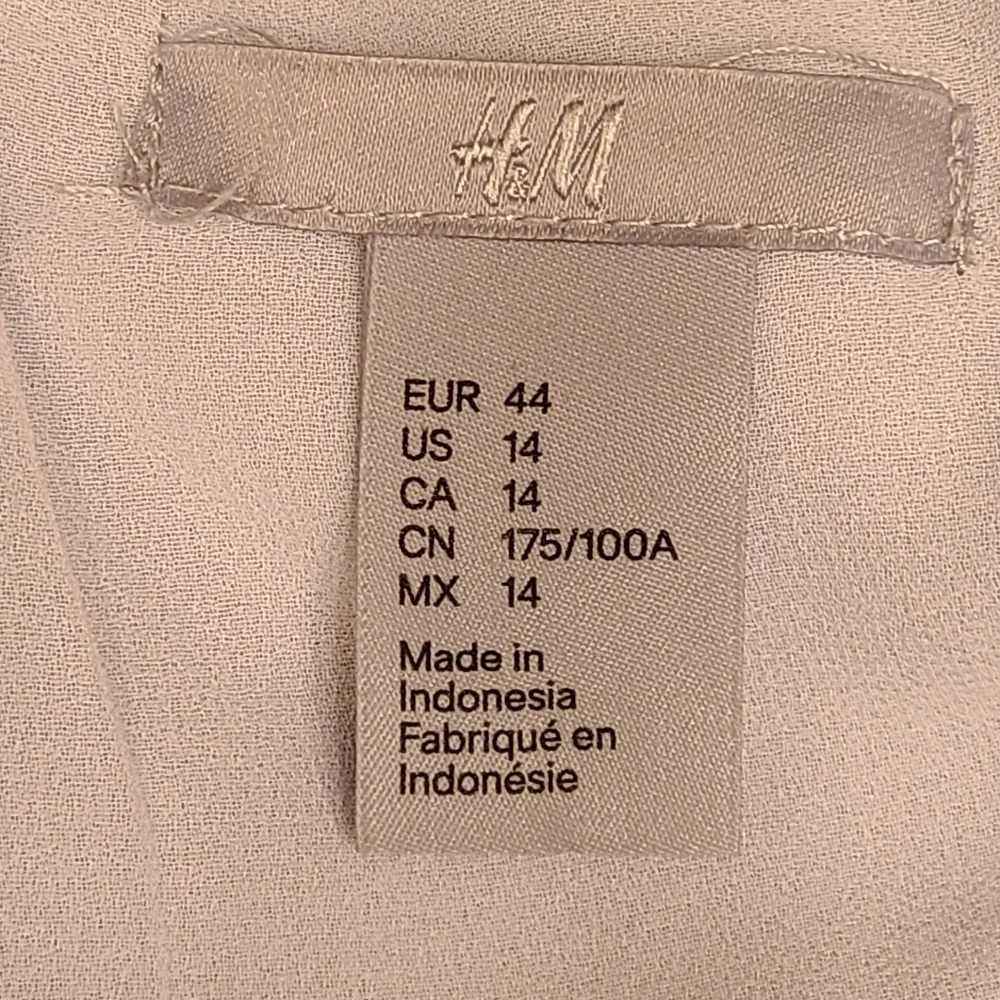 H&M
EUR 44
US 14
CA 14
CN 175/100A
MX 14
Made in
Indonesia
Fabriqué en
Indonésie